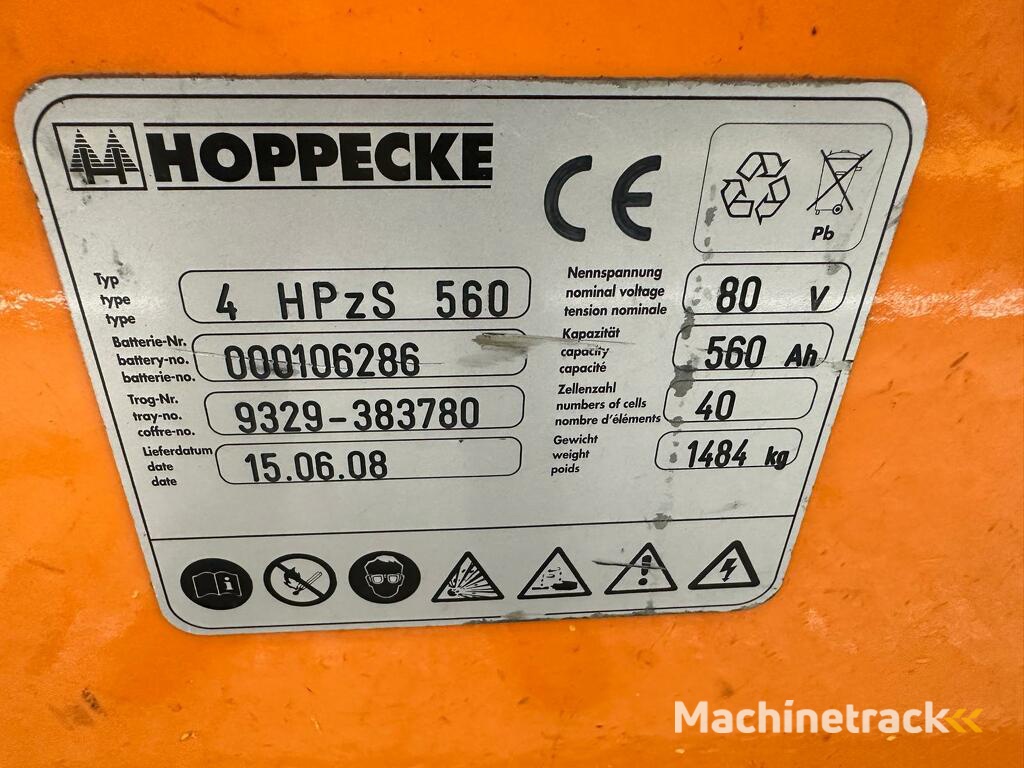 HOPPECKE
CE
Pb
Typ
type
type
4 HPzS 560
Batterie-Nr.
battery-no.
batterie-no.
000106286
Trog-Nr.
tray-no.
coffre-no.
9329-383780
Lieferdatum
date
date
15.06.08
Nennspannung
nominal voltage
tension nominale
80 V
Kapazität
capacity
capacité
560 Ah
Zellenzahl
numbers of cells
nombre d'éléments
40
Gewicht
weight
poids
1484 kg
Machinetrack